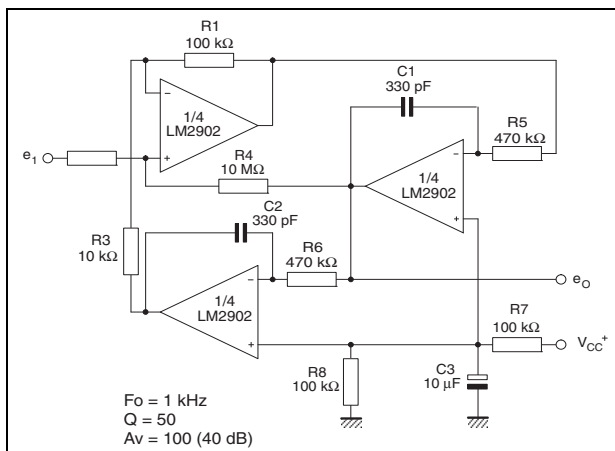 R1
100 kΩ
C1
330 pF
R5
470 kΩ
-
1/4
LM2902
+
e1
R4
10 MΩ
-
1/4
LM2902
+
C2
330 pF
R3
10 kΩ
R6
470 kΩ
-
1/4
LM2902
+
eO
R7
100 kΩ
VCC+
R8
100 kΩ
C3
10 μF
Fo = 1 kHz
Q = 50
Av = 100 (40 dB)